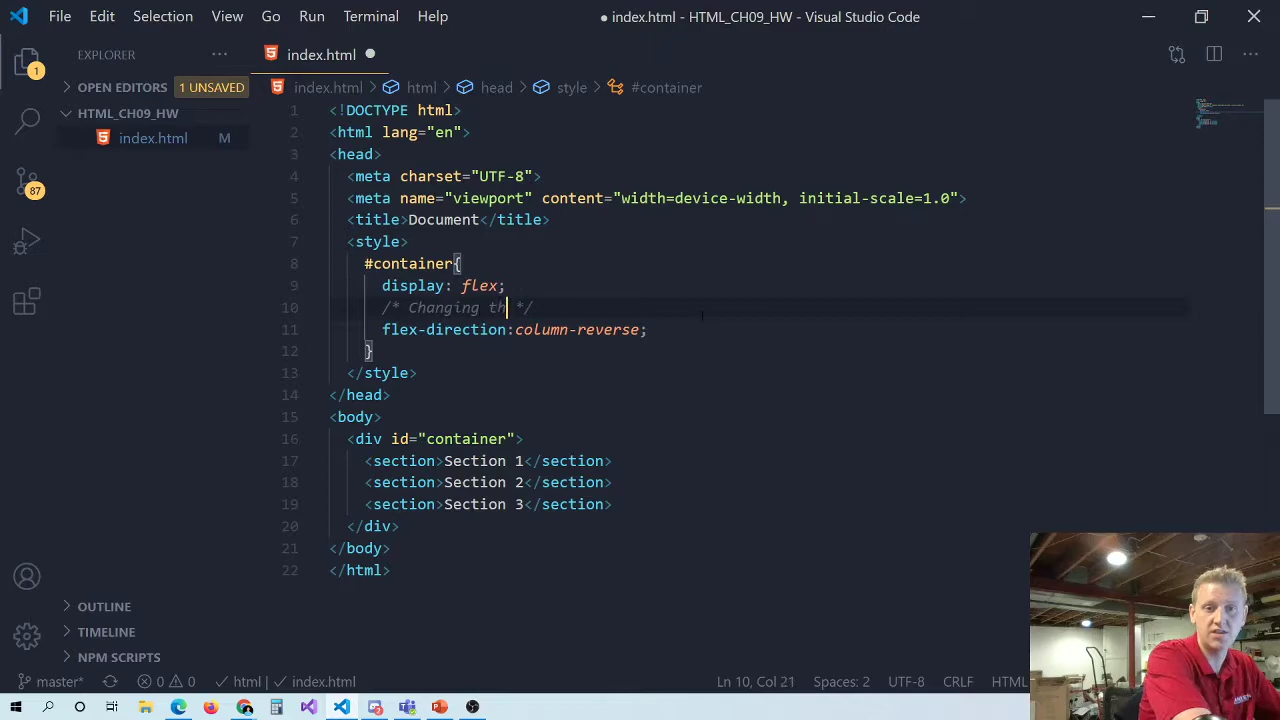 File Edit Selection View Go Run Terminal Help
● index.html - HTML_CH09_HW - Visual Studio Code
EXPLORER
index.html
OPEN EDITORS 1 UNSAVED
index.html > html > head > style > #container
HTML_CH09_HW
index.html M
1
87
1 <!DOCTYPE html>
2 <html lang="en">
3 <head>
4 <meta charset="UTF-8">
5 <meta name="viewport" content="width=device-width, initial-scale=1.0">
6 <title>Document</title>
7 <style>
8 #container{
9 display: flex;
10 /* Changing th */
11 flex-direction:column-reverse;
12 }
13 </style>
14 </head>
15 <body>
16 <div id="container">
17 <section>Section 1</section>
18 <section>Section 2</section>
19 <section>Section 3</section>
20 </div>
21 </body>
22 </html>
OUTLINE
TIMELINE
NPM SCRIPTS
master* 0 0 html index.html Ln 10, Col 21 Spaces: 2 UTF-8 CRLF HTML